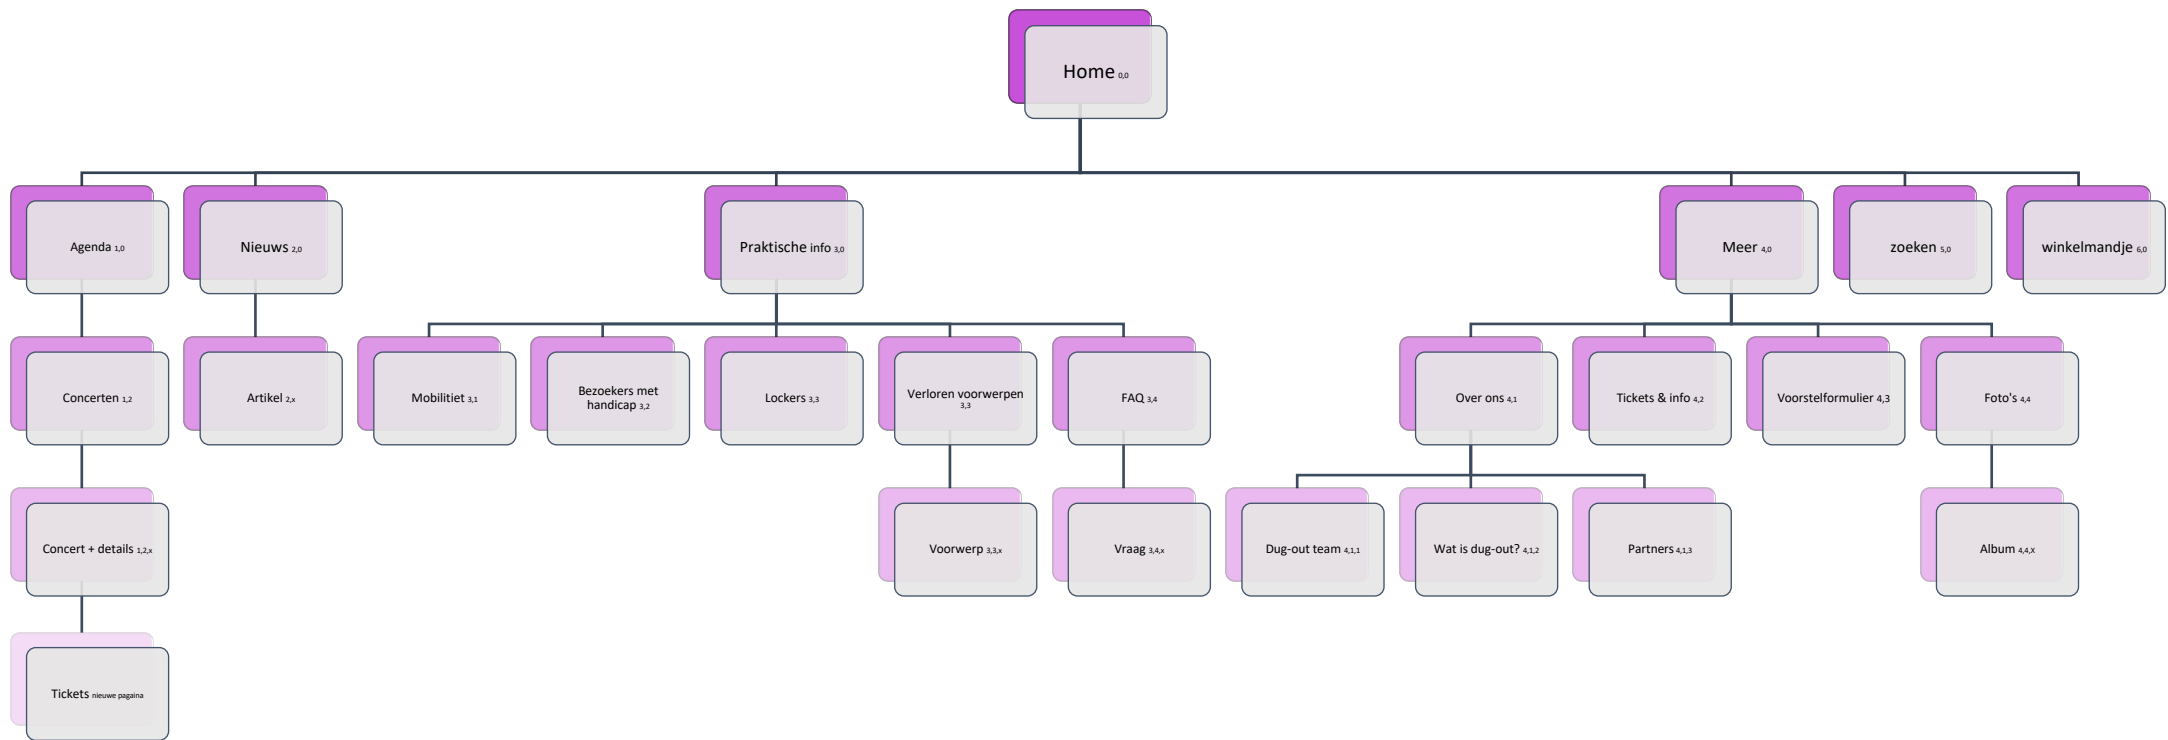 Home 0,0
Agenda 1,0
Nieuws 2,0
Praktische info 3,0
Meer 4,0
zoeken 5,0
winkelmandje 6,0
Concerten 1,2
Artikel 2,x
Mobilitiet 3,1
Bezoekers met
handicap 3,2
Lockers 3,3
Verloren voorwerpen
3,3
FAQ 3,4
Over ons 4,1
Tickets & info 4,2
Voorstelformulier 4,3
Foto's 4,4
Concert + details 1,2,x
Voorwerp 3,3,x
Vraag 3,4,x
Dug-out team 4,1,1
Wat is dug-out? 4,1,2
Partners 4,1,3
Album 4,4,X
Tickets nieuwe pagaina